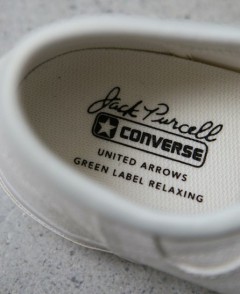 Jack Purcell
CONVERSE
UNITED ARROWS
GREEN LABEL RELAXING